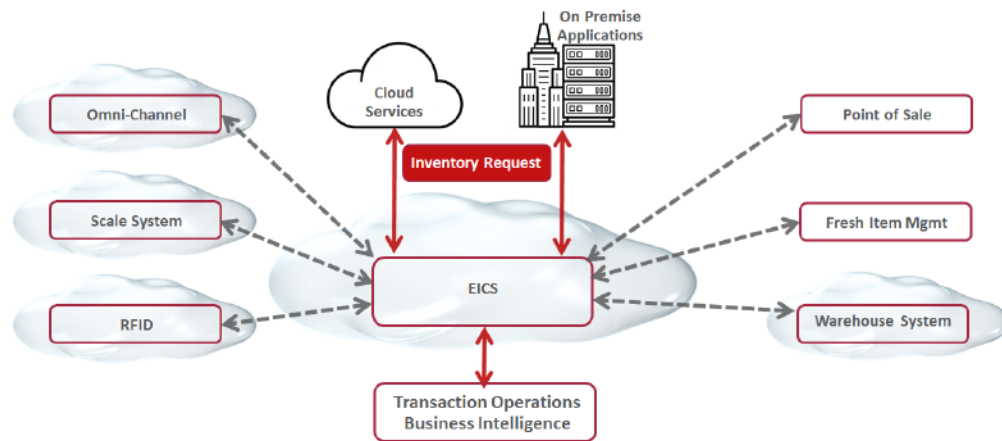 On Premise
Applications
Cloud
Services
Omni-Channel
Point of Sale
Inventory Request
Scale System
Fresh Item Mgmt
EICS
RFID
Warehouse System
Transaction Operations
Business Intelligence